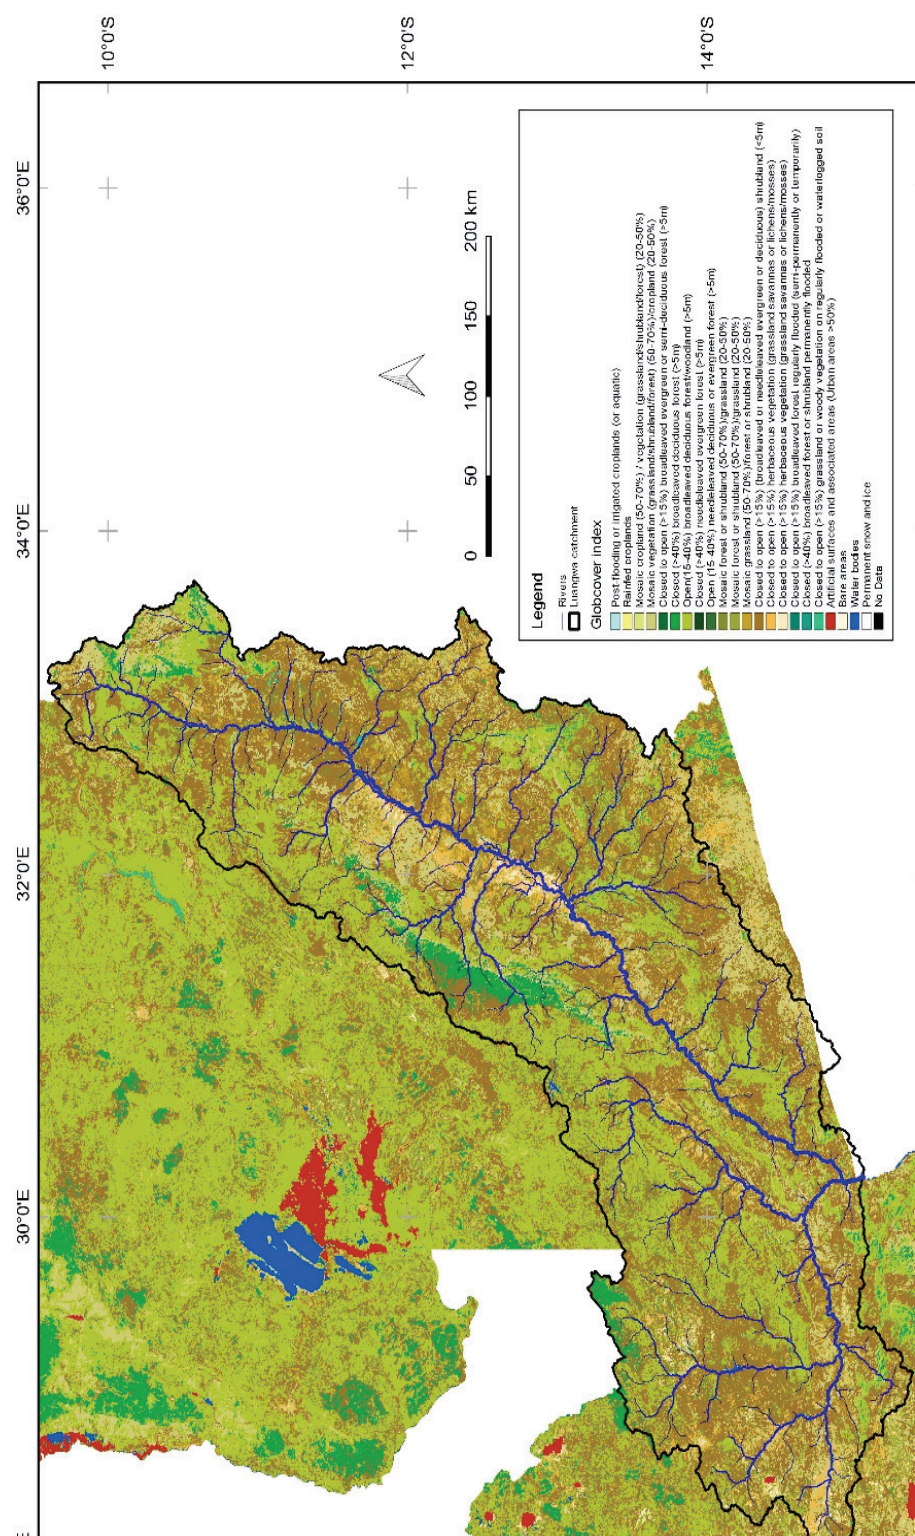 10°0'S
12°0'S
14°0'S
36°0'E
34°0'E
32°0'E
30°0'E
E
0 50 100 150 200 km
Legend
Rivers
Luangwa catchment
Globcover index
Post flooding or irrigated croplands (or aquatic)
Rainfed croplands
Mosaic cropland (50-70%) / vegetation (grassland/shrubland/forest) (20-50%)
Mosaic vegetation (grassland/shrubland/forest) (50-70%)/cropland (20-50%)
Closed to open (>15%) broadleaved evergreen or semi-deciduous forest (>5m)
Closed (>40%) broadleaved deciduous forest (>5m)
Open(15-40%) broadleaved deciduous forest/woodland (>5m)
Closed (>40%) needleleaved evergreen forest (>5m)
Open (15-40%) needleleaved deciduous or evergreen forest (>5m)
Mosaic forest or shrubland (50-70%)/grassland (20-50%)
Mosaic forest or shrubland (50-70%)/grassland (20-50%)
Mosaic grassland (50-70%)/forest or shrubland (20-50%)
Closed to open (>15%) (broadleaved or needleleaved evergreen or deciduous) shrubland (<5m)
Closed to open (>15%) herbaceous vegetation (grassland savannas or lichens/mosses)
Closed to open (>15%) herbaceous vegetation (grassland savannas or lichens/mosses)
Closed to open (>15%) broadleaved forest regularly flooded (semi-permanently or temporarily)
Closed (>40%) broadleaved forest or shrubland permanently flooded
Closed to open (>15%) grassland or woody vegetation on regularly flooded or waterlogged soil
Artificial surfaces and associated areas (Urban areas >50%)
Bare areas
Water bodies
Permanent snow and ice
No Data